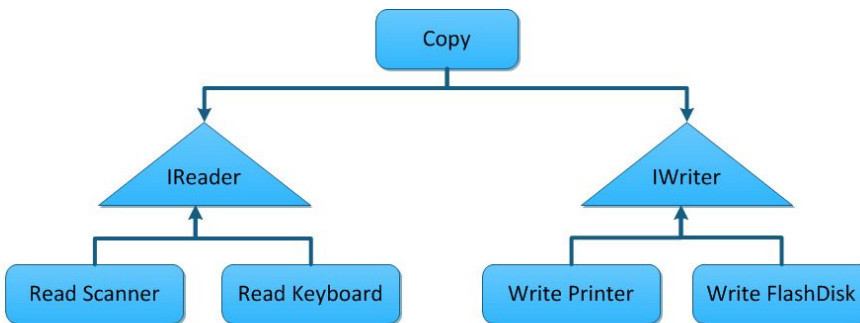 Copy
IReader
IWriter
Read Scanner
Read Keyboard
Write Printer
Write FlashDisk